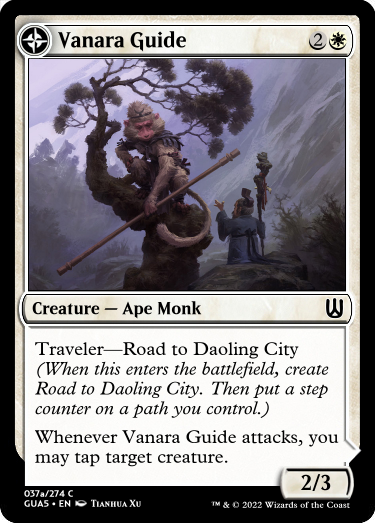 Vanara Guide 2
Creature — Ape Monk
Traveler—Road to Daoling City
(When this enters the battlefield, create
Road to Daoling City. Then put a step
counter on a path you control.)
Whenever Vanara Guide attacks, you
may tap target creature.
2/3
037a/274 C
GUA5 • EN Tianhua Xu
™ & © 2022 Wizards of the Coast